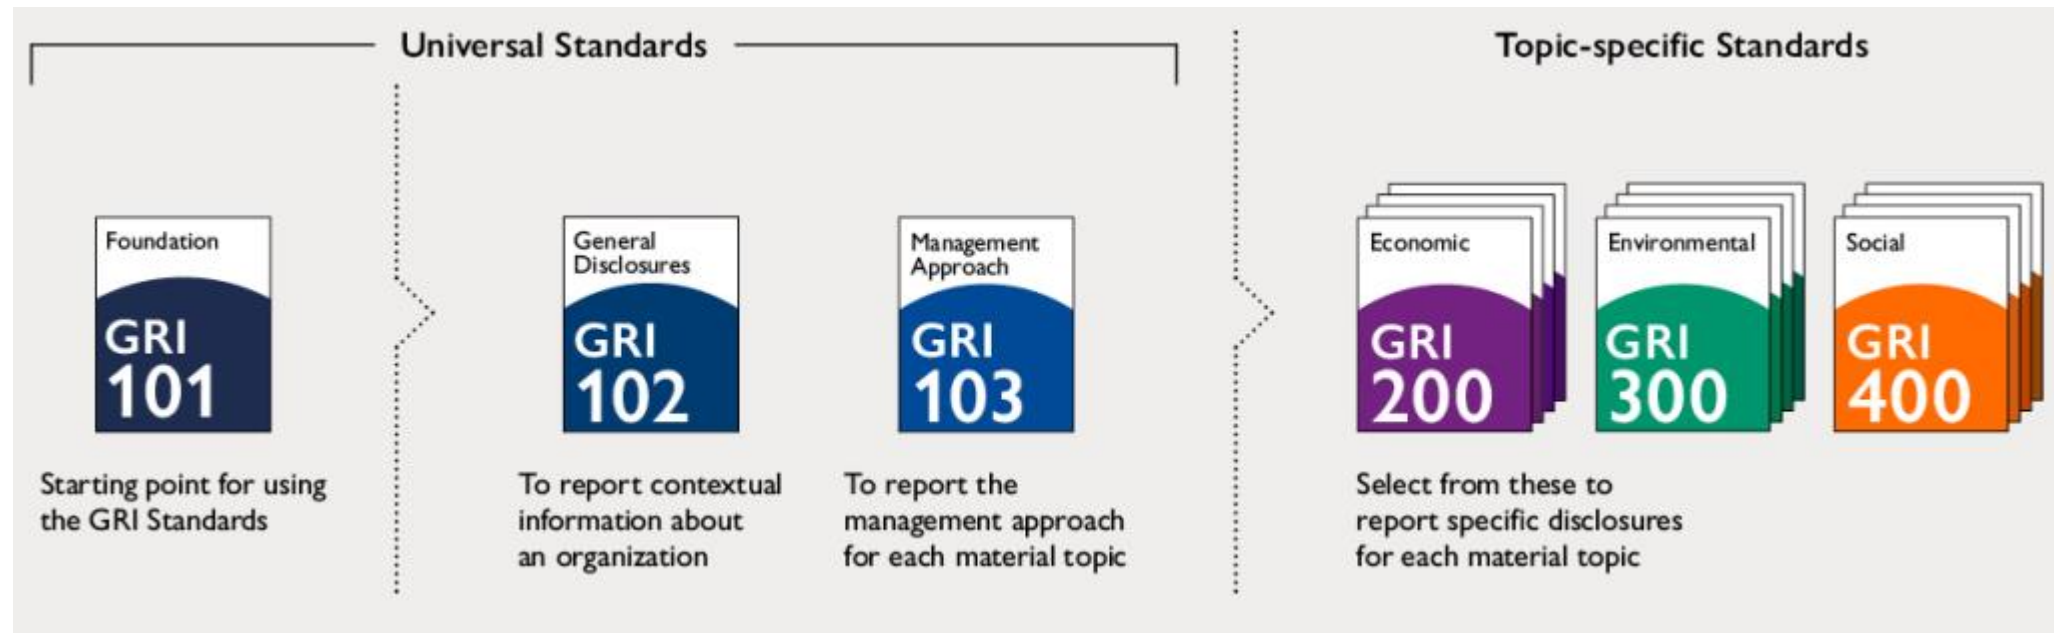 Universal Standards
Topic-specific Standards
Foundation
GRI
101
Starting point for using
the GRI Standards
General
Disclosures
GRI
102
To report contextual
information about
an organization
Management
Approach
GRI
103
To report the
management approach
for each material topic
Economic
GRI
200
Environmental
GRI
300
Social
GRI
400
Select from these to
report specific disclosures
for each material topic